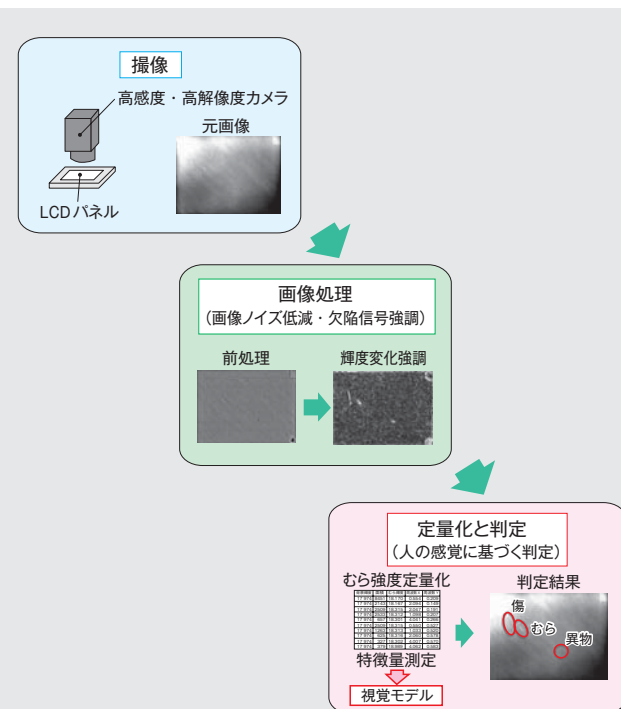 撮像
高感度・高解像度カメラ
元画像
LCDパネル
画像処理
(画像ノイズ低減・欠陥信号強調)
前処理
輝度変化強調
定量化と判定
(人の感覚に基づく判定)
むら強度定量化
判定結果
傷
むら
異物
特徴量測定
視覚モデル